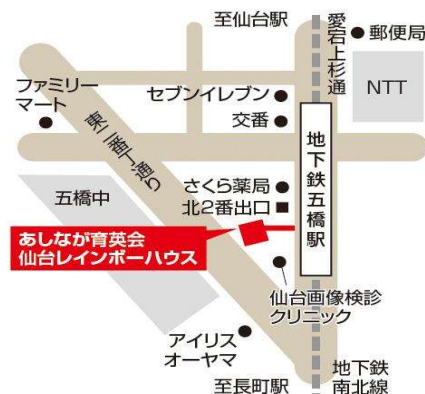 至仙台駅
愛宕上杉通
郵便局
NTT
ファミリー
マート
セブンイレブン
交番
東二番丁通り
地下鉄五橋駅
五橋中
さくら薬局
北2番出口
あしなが育英会
仙台レインボーハウス
仙台画像検診
クリニック
アイリス
オーヤマ
至長町駅
地下鉄
南北線